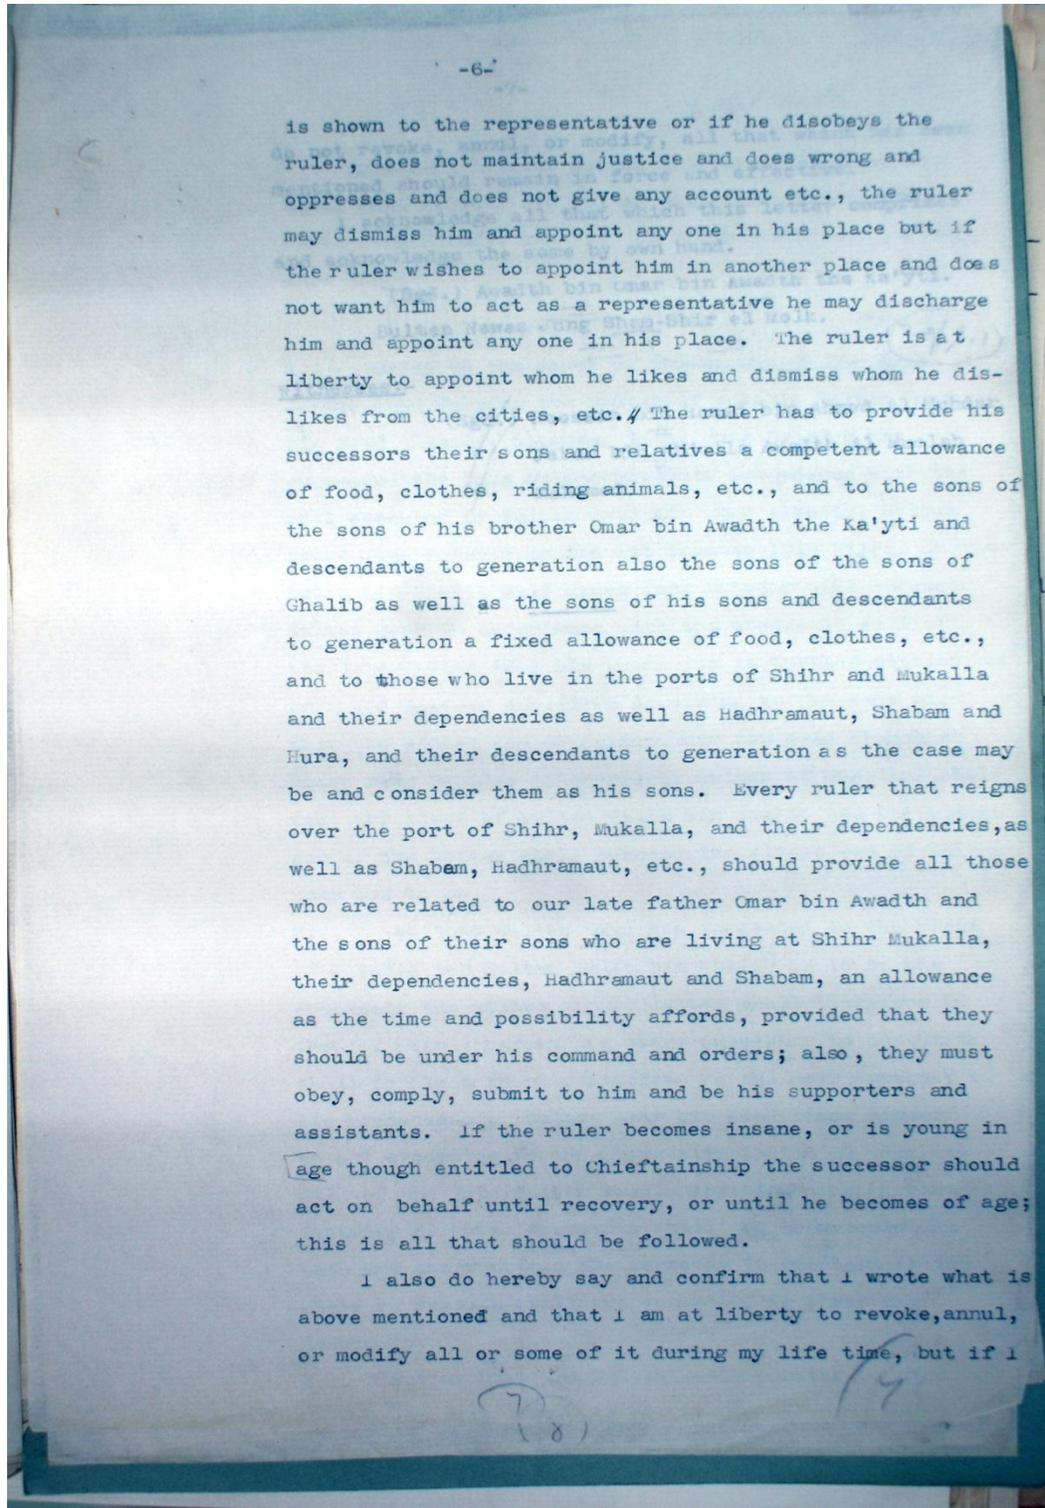 -6-
is shown to the representative or if he disobeys the
ruler, does not maintain justice and does wrong and
oppresses and does not give any account etc., the ruler
may dismiss him and appoint any one in his place but if
the ruler wishes to appoint him in another place and does
not want him to act as a representative he may discharge
him and appoint any one in his place. The ruler is at
liberty to appoint whom he likes and dismiss whom he dis-
likes from the cities, etc.// The ruler has to provide his
successors their sons and relatives a competent allowance
of food, clothes, riding animals, etc., and to the sons of
the sons of his brother Omar bin Awadth the Ka'yti and
descendants to generation also the sons of the sons of
Ghalib as well as the sons of his sons and descendants
to generation a fixed allowance of food, clothes, etc.,
and to those who live in the ports of Shihr and Mukalla
and their dependencies as well as Hadhramaut, Shabam and
Hura, and their descendants to generation as the case may
be and consider them as his sons. Every ruler that reigns
over the port of Shihr, Mukalla, and their dependencies,as
well as Shabam, Hadhramaut, etc., should provide all those
who are related to our late father Omar bin Awadth and
the sons of their sons who are living at Shihr Mukalla,
their dependencies, Hadhramaut and Shabam, an allowance
as the time and possibility affords, provided that they
should be under his command and orders; also, they must
obey, comply, submit to him and be his supporters and
assistants. If the ruler becomes insane, or is young in
age though entitled to Chieftainship the successor should
act on behalf until recovery, or until he becomes of age;
this is all that should be followed.
I also do hereby say and confirm that I wrote what is
above mentioned and that I am at liberty to revoke,annul,
or modify all or some of it during my life time, but if I
7
(8)